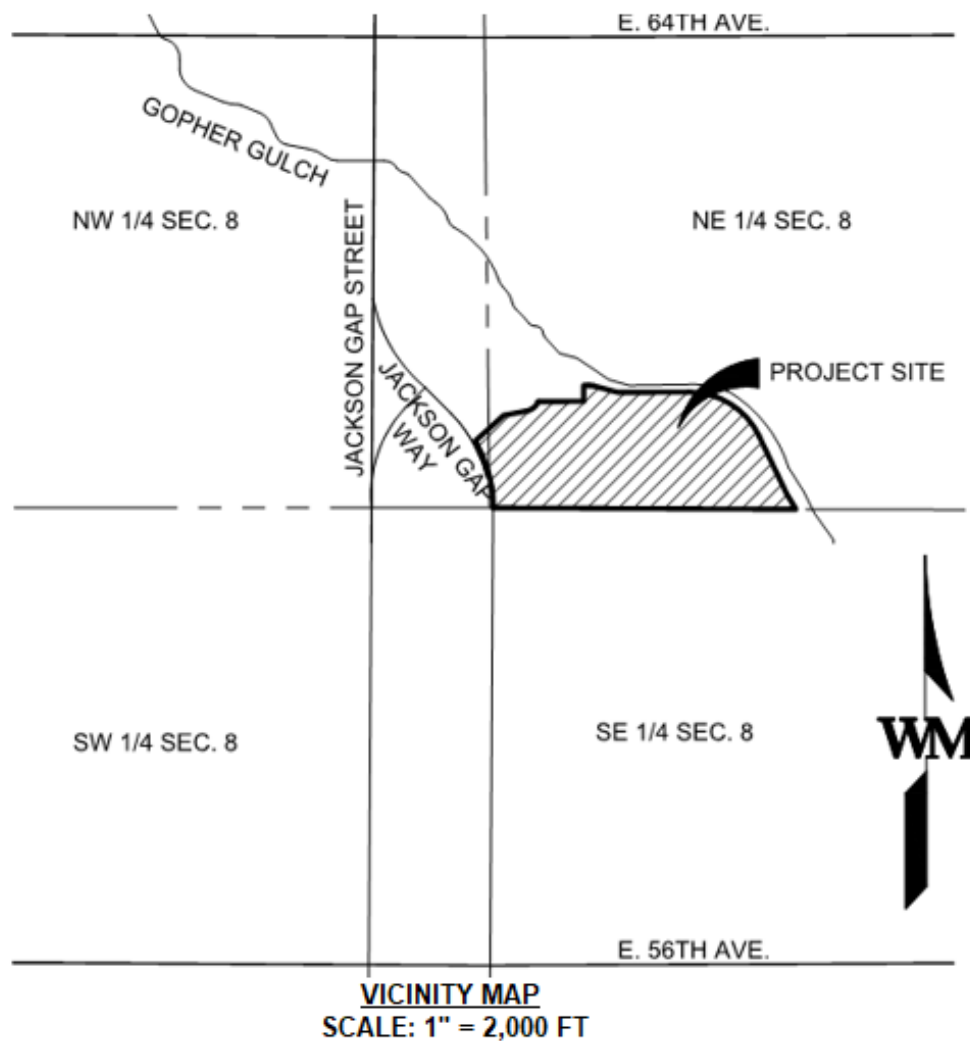 E. 64TH AVE.
GOPHER GULCH
NW 1/4 SEC. 8
NE 1/4 SEC. 8
JACKSON GAP STREET
JACKSON GAP
WAY
PROJECT SITE
SW 1/4 SEC. 8
SE 1/4 SEC. 8
WM
E. 56TH AVE.
VICINITY MAP
SCALE: 1" = 2,000 FT